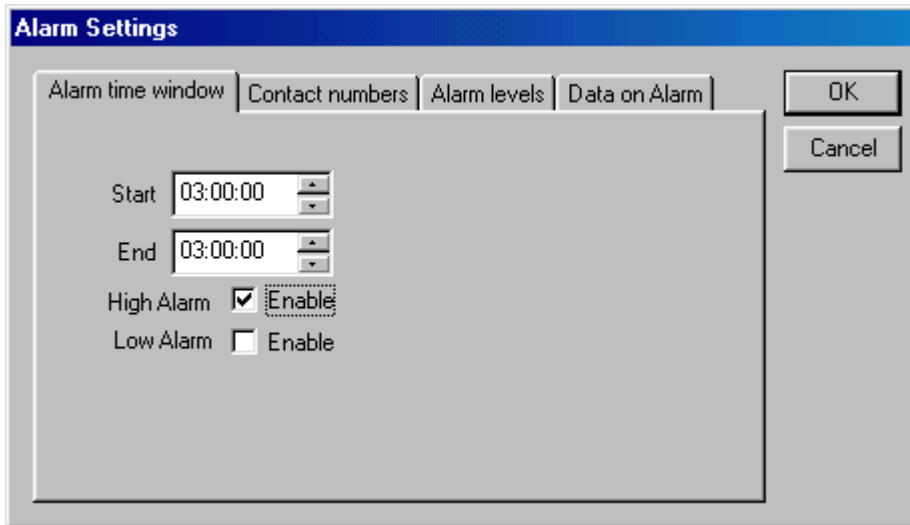 Alarm Settings
Alarm time window Contact numbers Alarm levels Data on Alarm
OK
Cancel
Start 03:00:00
End 03:00:00
High Alarm Enable
Low Alarm Enable